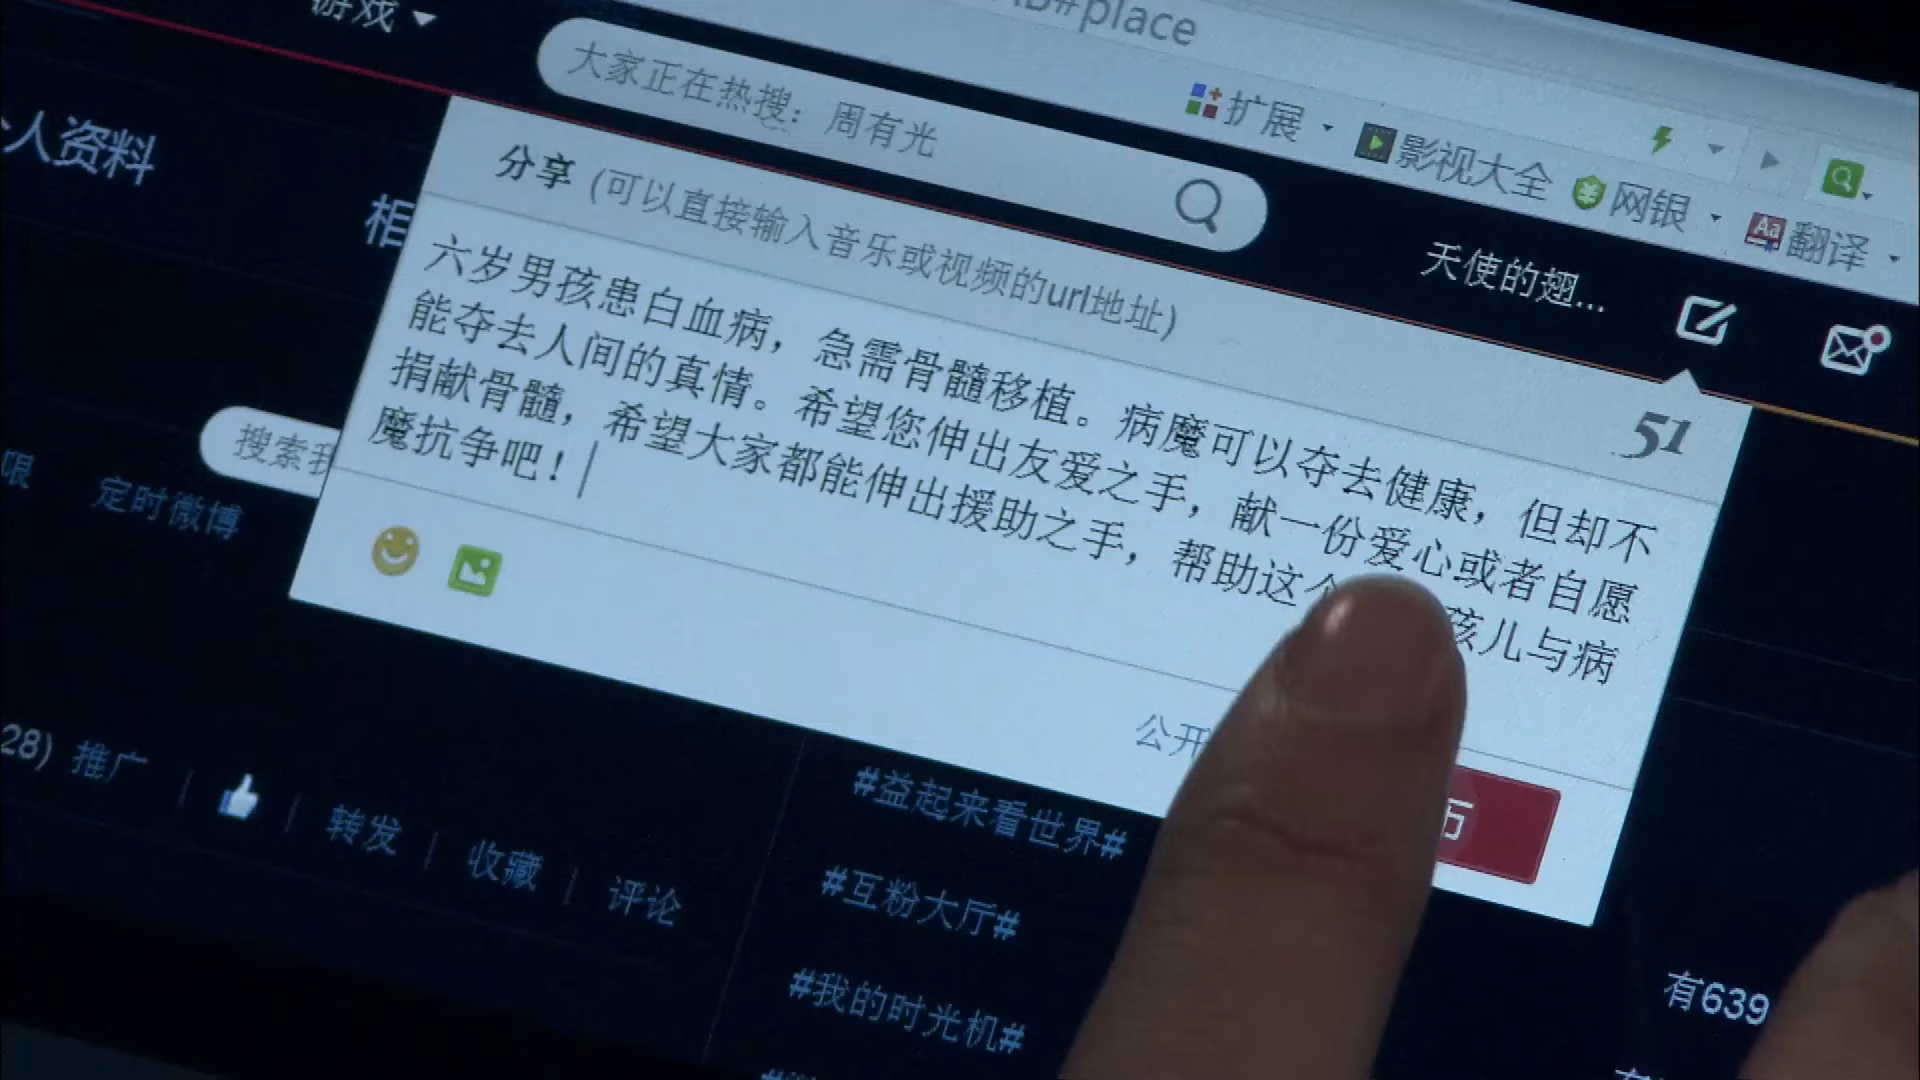 游戏
#place
大家正在热搜：周有光
扩展
影视大全
网银
Aa翻译
人资料
相
分享 (可以直接输入音乐或视频的url地址)
天使的翅...
51
六岁男孩患白血病，急需骨髓移植。病魔可以夺去健康，但却不
能夺去人间的真情。希望您伸出友爱之手，献一份爱心或者自愿
捐献骨髓，希望大家都能伸出援助之手，帮助这个 孩儿与病
魔抗争吧！
搜索我
限
定时微博
公开
28) 推广
转发
收藏
评论
#益起来看世界#
#互粉大厅#
#我的时光机#
有639